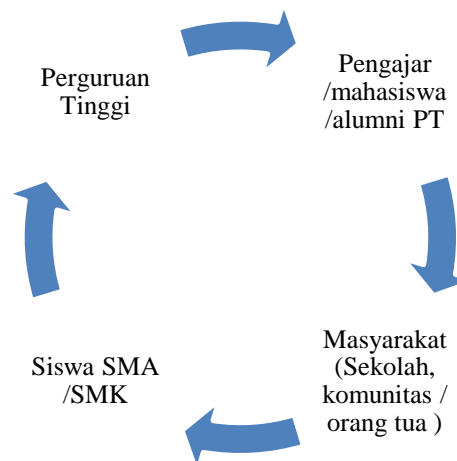 Perguruan
Tinggi
Pengajar
/mahasiswa
/alumni PT
Masyarakat
(Sekolah,
komunitas /
orang tua )
Siswa SMA
/SMK